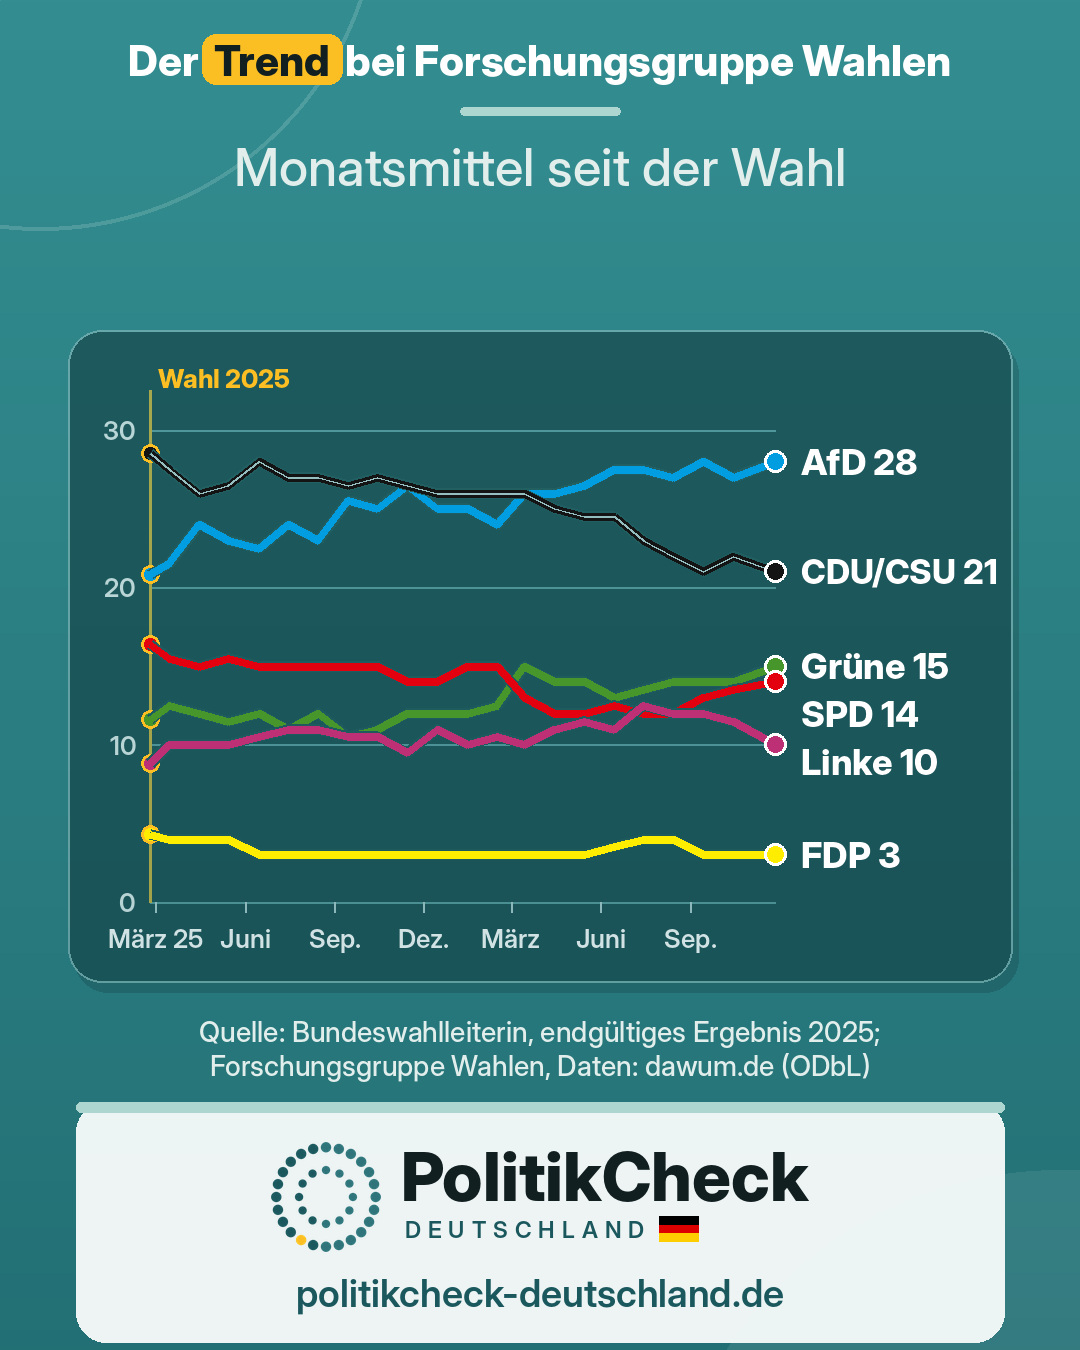 Der Trend bei Forschungsgruppe Wahlen
Monatsmittel seit der Wahl
Wahl 2025
30
20
10
0
AfD 28
CDU/CSU 21
Grüne 15
SPD 14
Linke 10
FDP 3
März 25 Juni Sep. Dez. März Juni Sep.
Quelle: Bundeswahlleiterin, endgültiges Ergebnis 2025;
Forschungsgruppe Wahlen, Daten: dawum.de (ODbL)
PolitikCheck
DEUTSCHLAND
politikcheck-deutschland.de